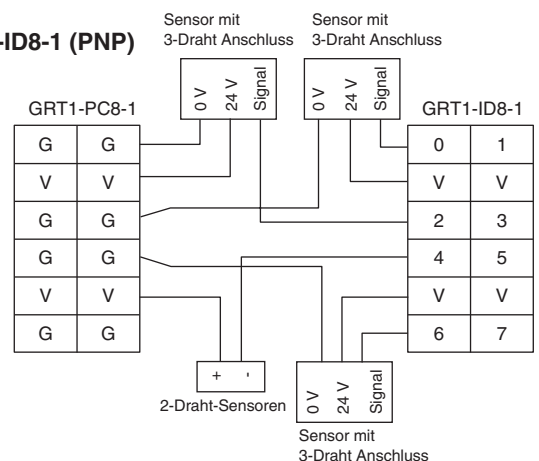 -ID8-1 (PNP)
Sensor mit
3-Draht Anschluss
Sensor mit
3-Draht Anschluss
0 V
24 V
Signal
0 V
24 V
Signal
GRT1-PC8-1
GRT1-ID8-1
G G
V V
G G
G G
V V
G G
0 1
V V
2 3
4 5
V V
6 7
+ -
2-Draht-Sensoren
0 V
24 V
Signal
Sensor mit
3-Draht Anschluss